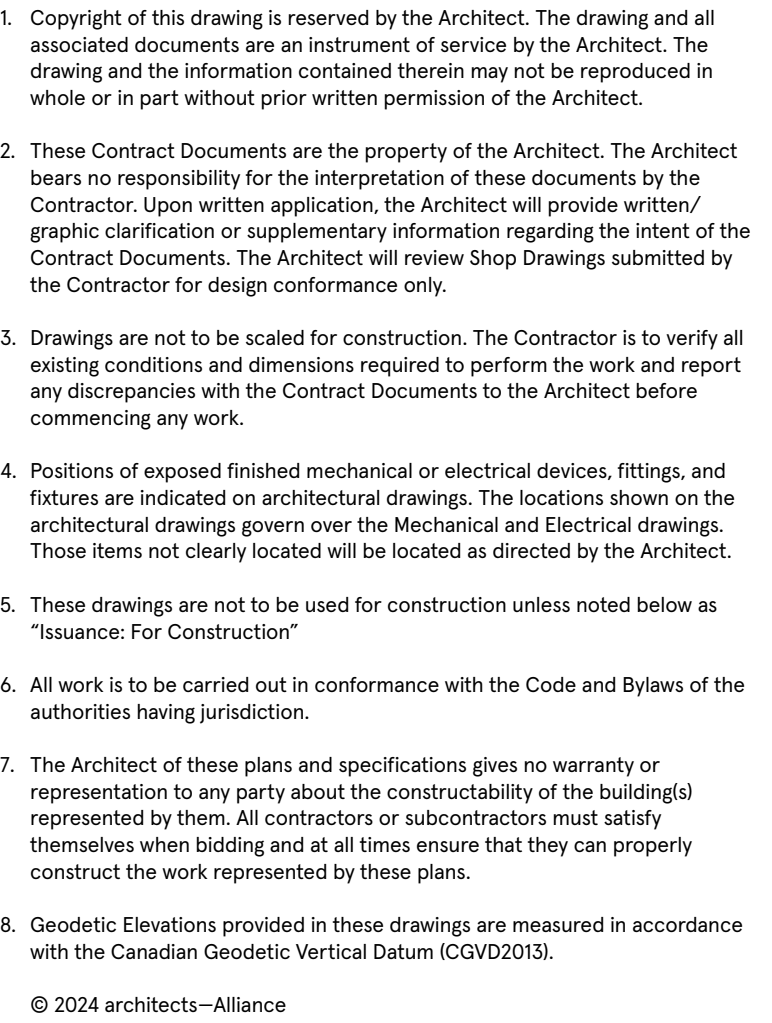 1. Copyright of this drawing is reserved by the Architect. The drawing and all
associated documents are an instrument of service by the Architect. The
drawing and the information contained therein may not be reproduced in
whole or in part without prior written permission of the Architect.
2. These Contract Documents are the property of the Architect. The Architect
bears no responsibility for the interpretation of these documents by the
Contractor. Upon written application, the Architect will provide written/
graphic clarification or supplementary information regarding the intent of the
Contract Documents. The Architect will review Shop Drawings submitted by
the Contractor for design conformance only.
3. Drawings are not to be scaled for construction. The Contractor is to verify all
existing conditions and dimensions required to perform the work and report
any discrepancies with the Contract Documents to the Architect before
commencing any work.
4. Positions of exposed finished mechanical or electrical devices, fittings, and
fixtures are indicated on architectural drawings. The locations shown on the
architectural drawings govern over the Mechanical and Electrical drawings.
Those items not clearly located will be located as directed by the Architect.
5. These drawings are not to be used for construction unless noted below as
“Issuance: For Construction”
6. All work is to be carried out in conformance with the Code and Bylaws of the
authorities having jurisdiction.
7. The Architect of these plans and specifications gives no warranty or
representation to any party about the constructability of the building(s)
represented by them. All contractors or subcontractors must satisfy
themselves when bidding and at all times ensure that they can properly
construct the work represented by these plans.
8. Geodetic Elevations provided in these drawings are measured in accordance
with the Canadian Geodetic Vertical Datum (CGVD2013).
© 2024 architects—Alliance